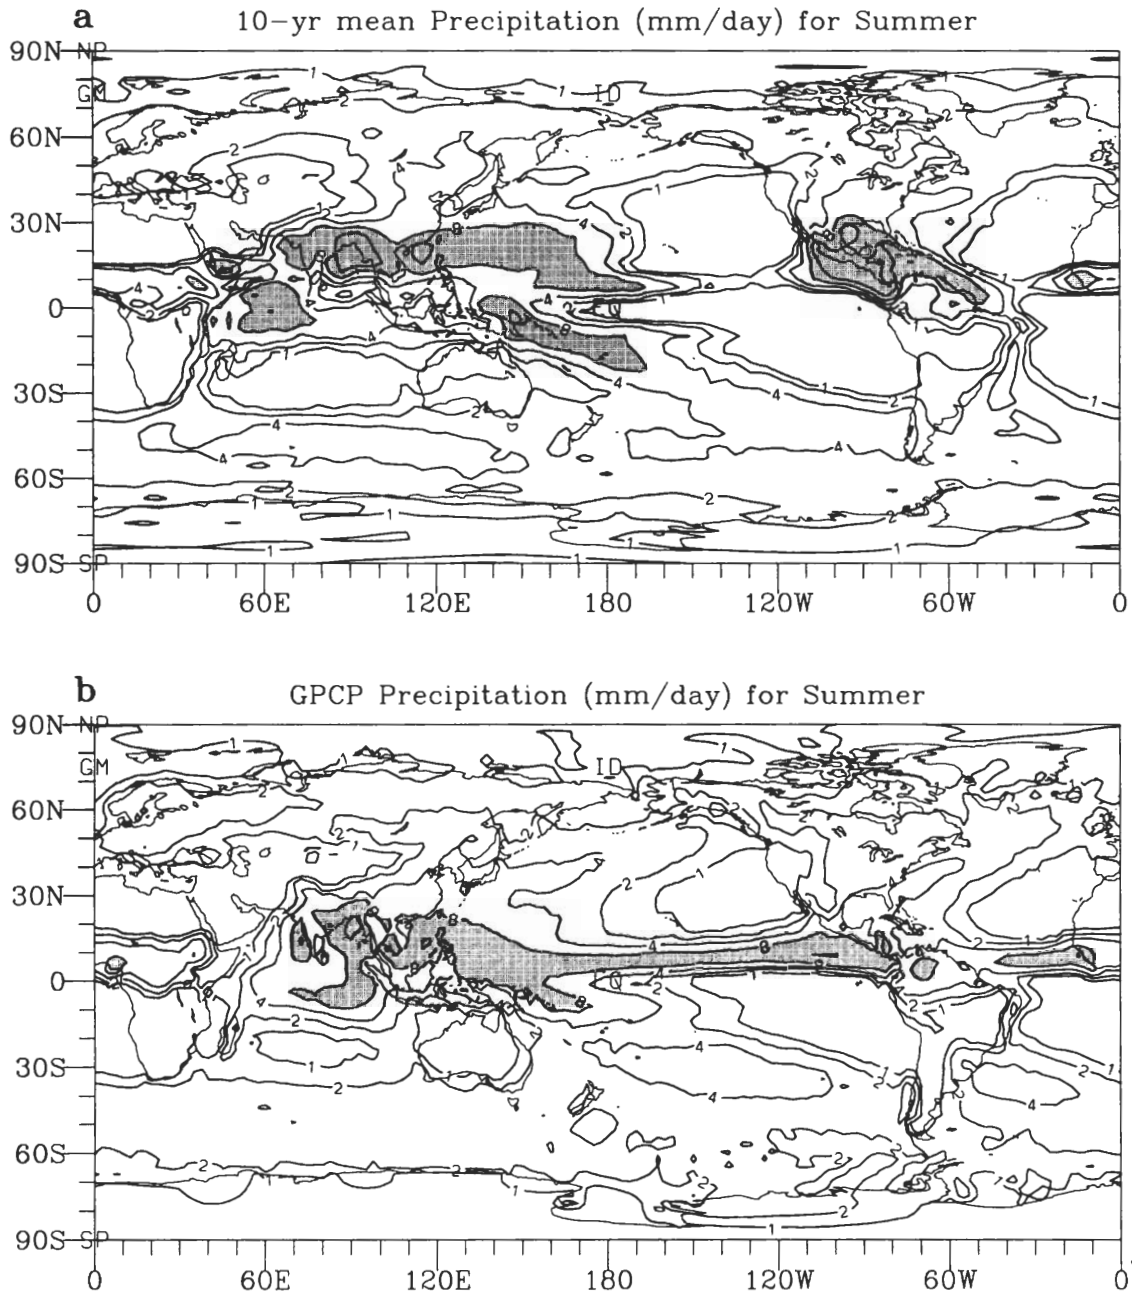 a
10-yr mean Precipitation (mm/day) for Summer
90N NP
GM ID
60N
30N
0
30S
60S
90S SP
0 60E 120E 180 120W 60W 0
b
GPCP Precipitation (mm/day) for Summer
90N NP
GM ID
60N
30N
0
30S
60S
90S SP
0 60E 120E 180 120W 60W 0